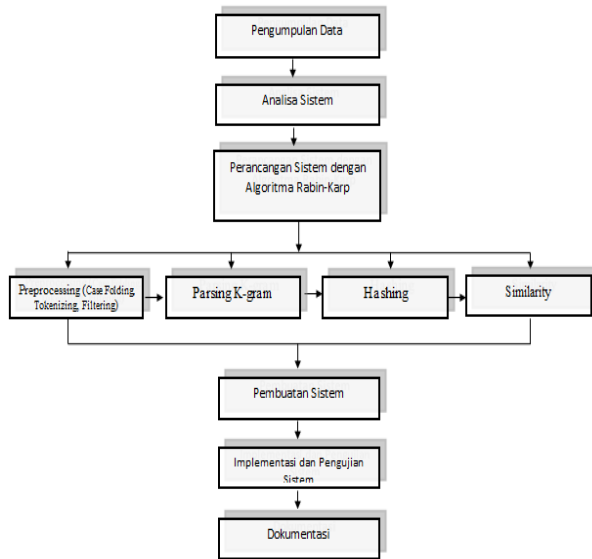 Pengumpulan Data
Analisa Sistem
Perancangan Sistem dengan
Algoritma Rabin-Karp
Preprocessing (Case Folding,
Tokenizing, Filtering)
Parsing K-gram
Hashing
Similarity
Pembuatan Sistem
Implementasi dan Pengujian
Sistem
Dokumentasi